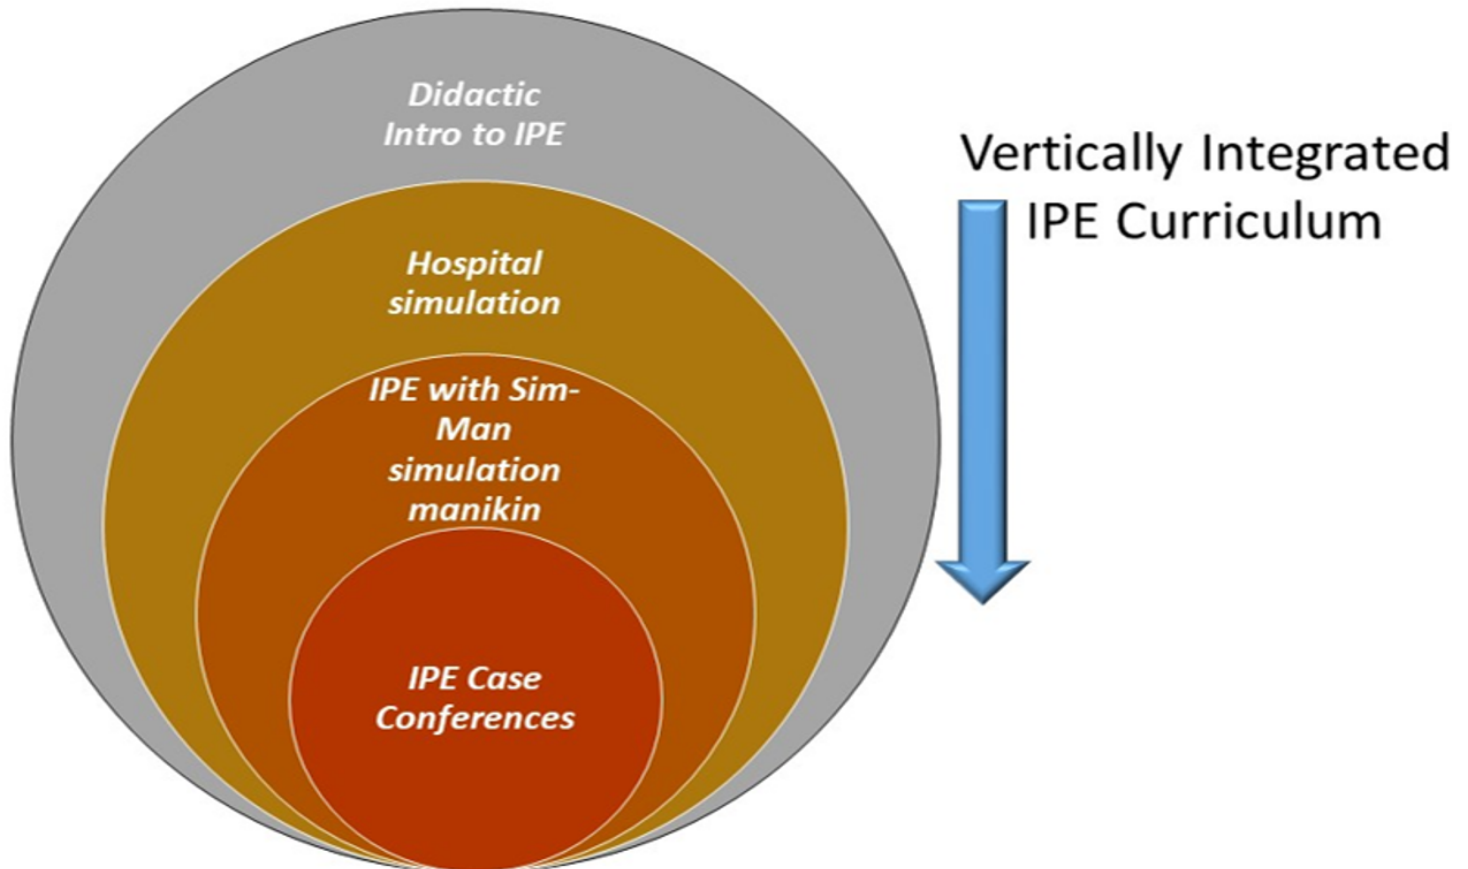 Didactic
Intro to IPE
Hospital
simulation
IPE with Sim-
Man
simulation
manikin
IPE Case
Conferences
Vertically Integrated
IPE Curriculum